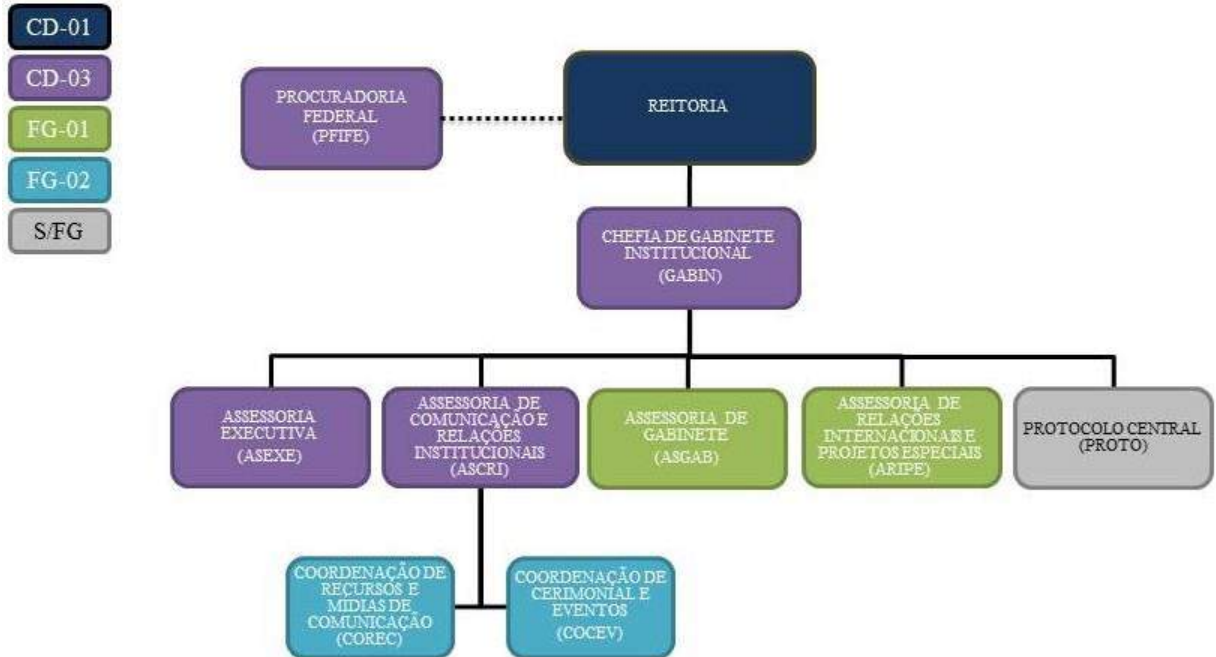 CD-01
CD-03
FG-01
FG-02
S/FG
PROCURADORIA
FEDERAL
(PFIFE)
REITORIA
CHEFIA DE GABINETE
INSTITUCIONAL
(GABIN)
ASSESSORIA
EXECUTIVA
(ASEXE)
ASSESSORIA DE
COMUNICAÇÃO E
RELAÇÕES
INSTITUCIONAIS
(ASCRI)
ASSESSORIA DE
GABINETE
(ASGAB)
ASSESSORIA DE
RELAÇÕES
INTERNACIONAIS E
PROJETOS ESPECIAIS
(ARIPE)
PROTOCOLO CENTRAL
(PROTO)
COORDENAÇÃO DE
RECURSOS E
MIDIAS DE
COMUNICAÇÃO
(COREC)
COORDENAÇÃO DE
CERIMONIAL E
EVENTOS
(COCEV)